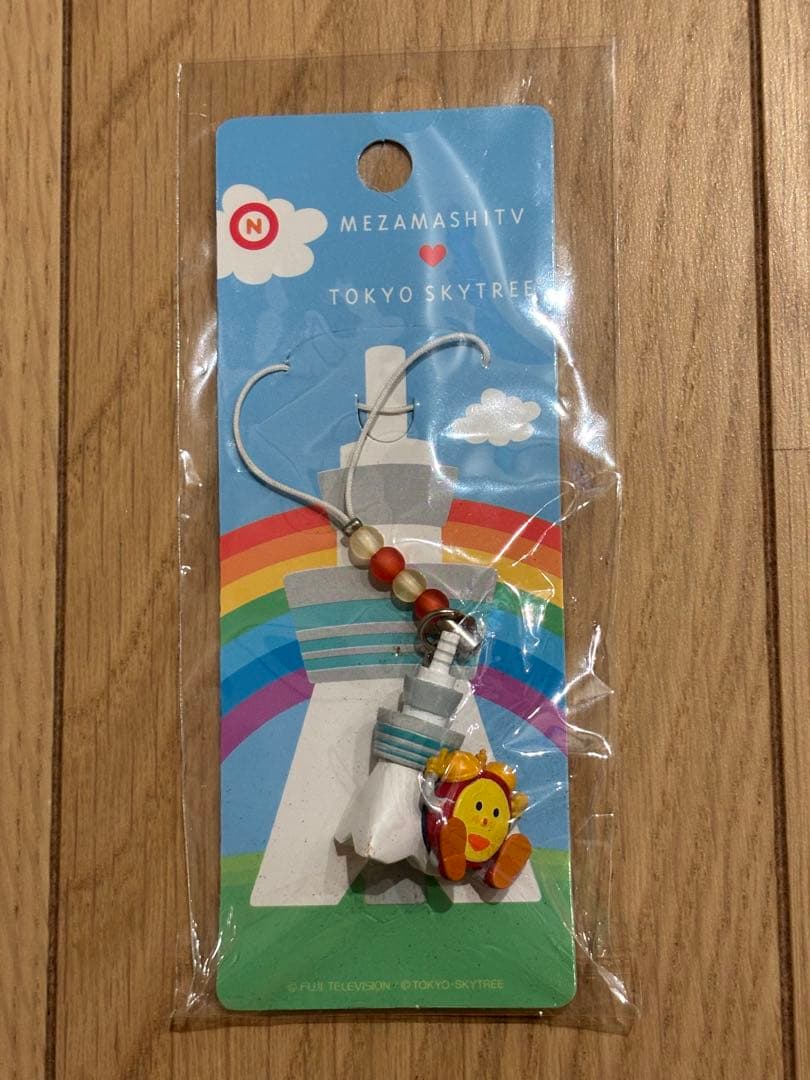 N
MEZAMASHITV
TOKYO SKYTREE
© FUJI TELEVISION / © TOKYO-SKYTREE